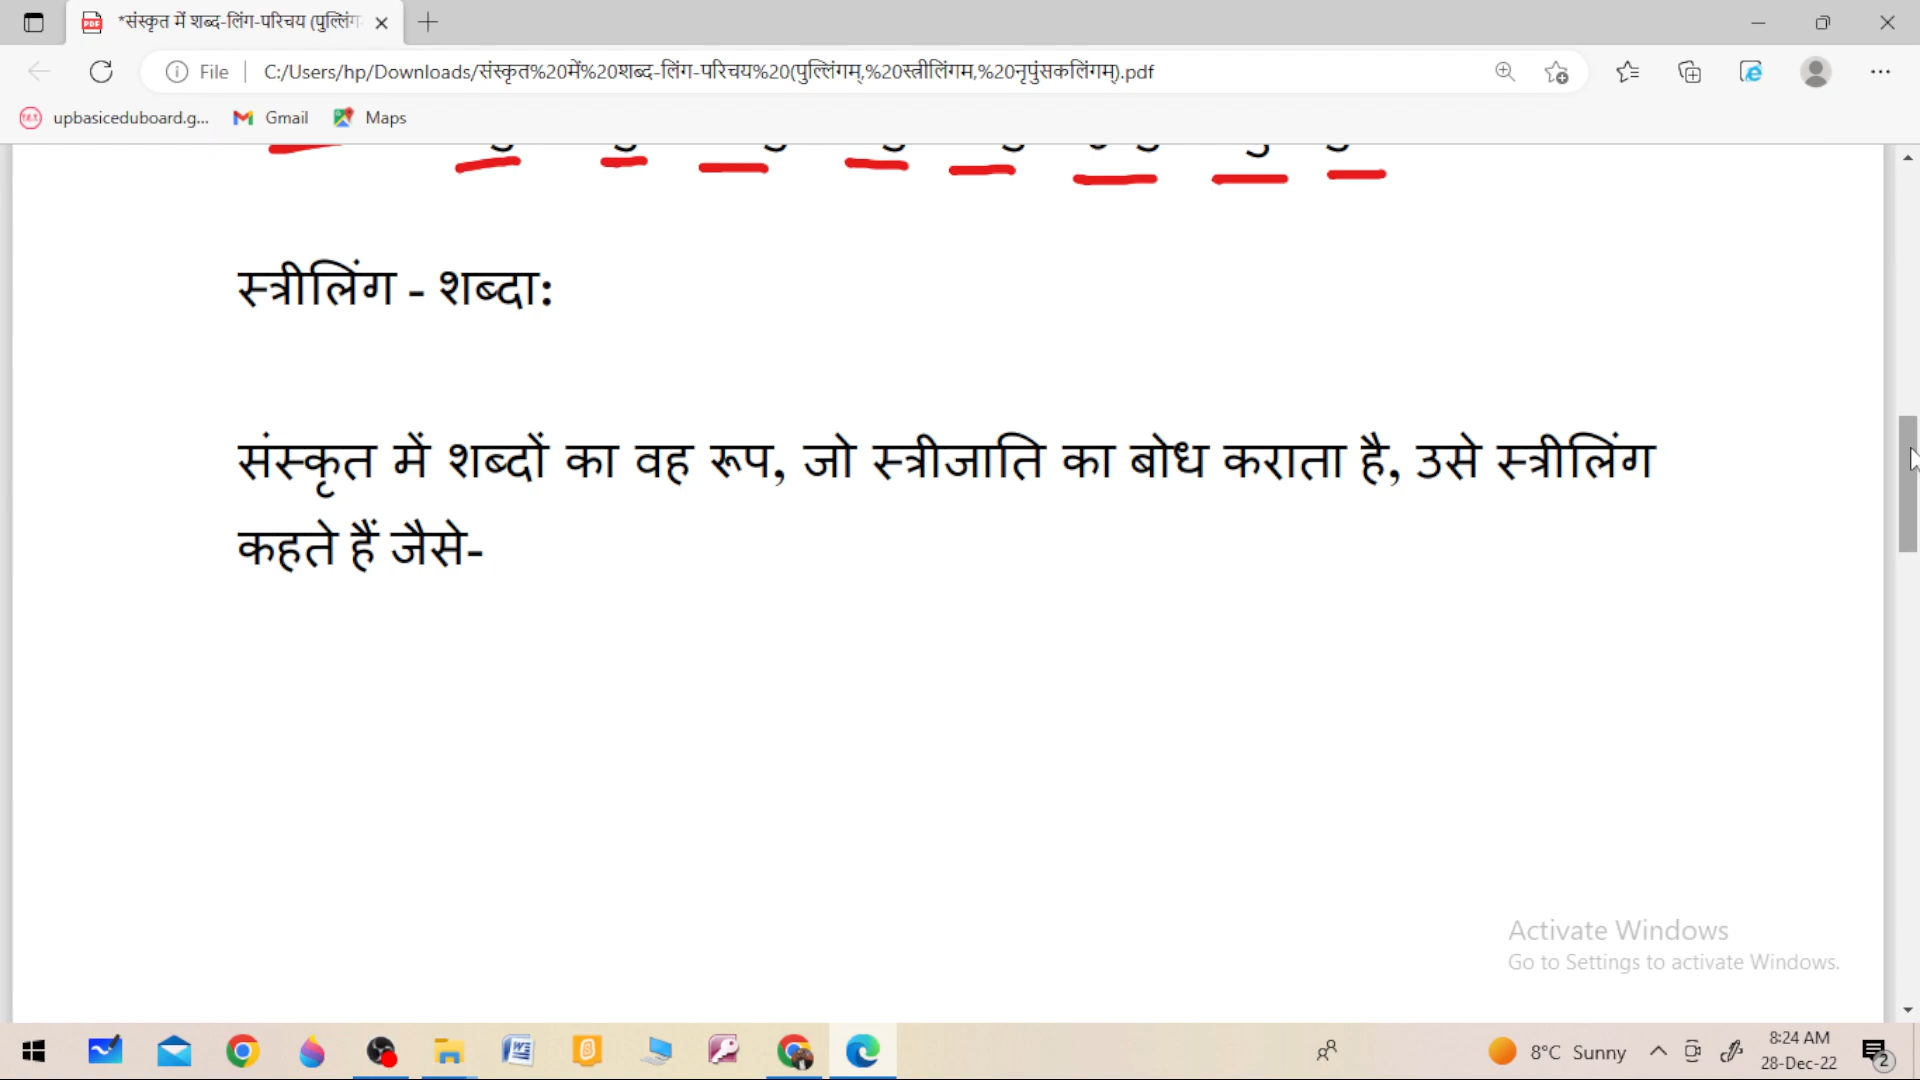 *संस्कृत में शब्द-लिंग-परिचय (पुल्लिंग
File
C:/Users/hp/Downloads/संस्कृत%20में%20शब्द-लिंग-परिचय%20(पुल्लिंगम्,%20स्त्रीलिंगम,%20नृपुंसकलिंगम्).pdf
upbasiceduboard.g...
Gmail
Maps
स्त्रीलिंग - शब्दा:
संस्कृत में शब्दों का वह रूप, जो स्त्रीजाति का बोध कराता है, उसे स्त्रीलिंग
कहते हैं जैसे-
Activate Windows
Go to Settings to activate Windows.
8°C Sunny
8:24 AM
28-Dec-22
2